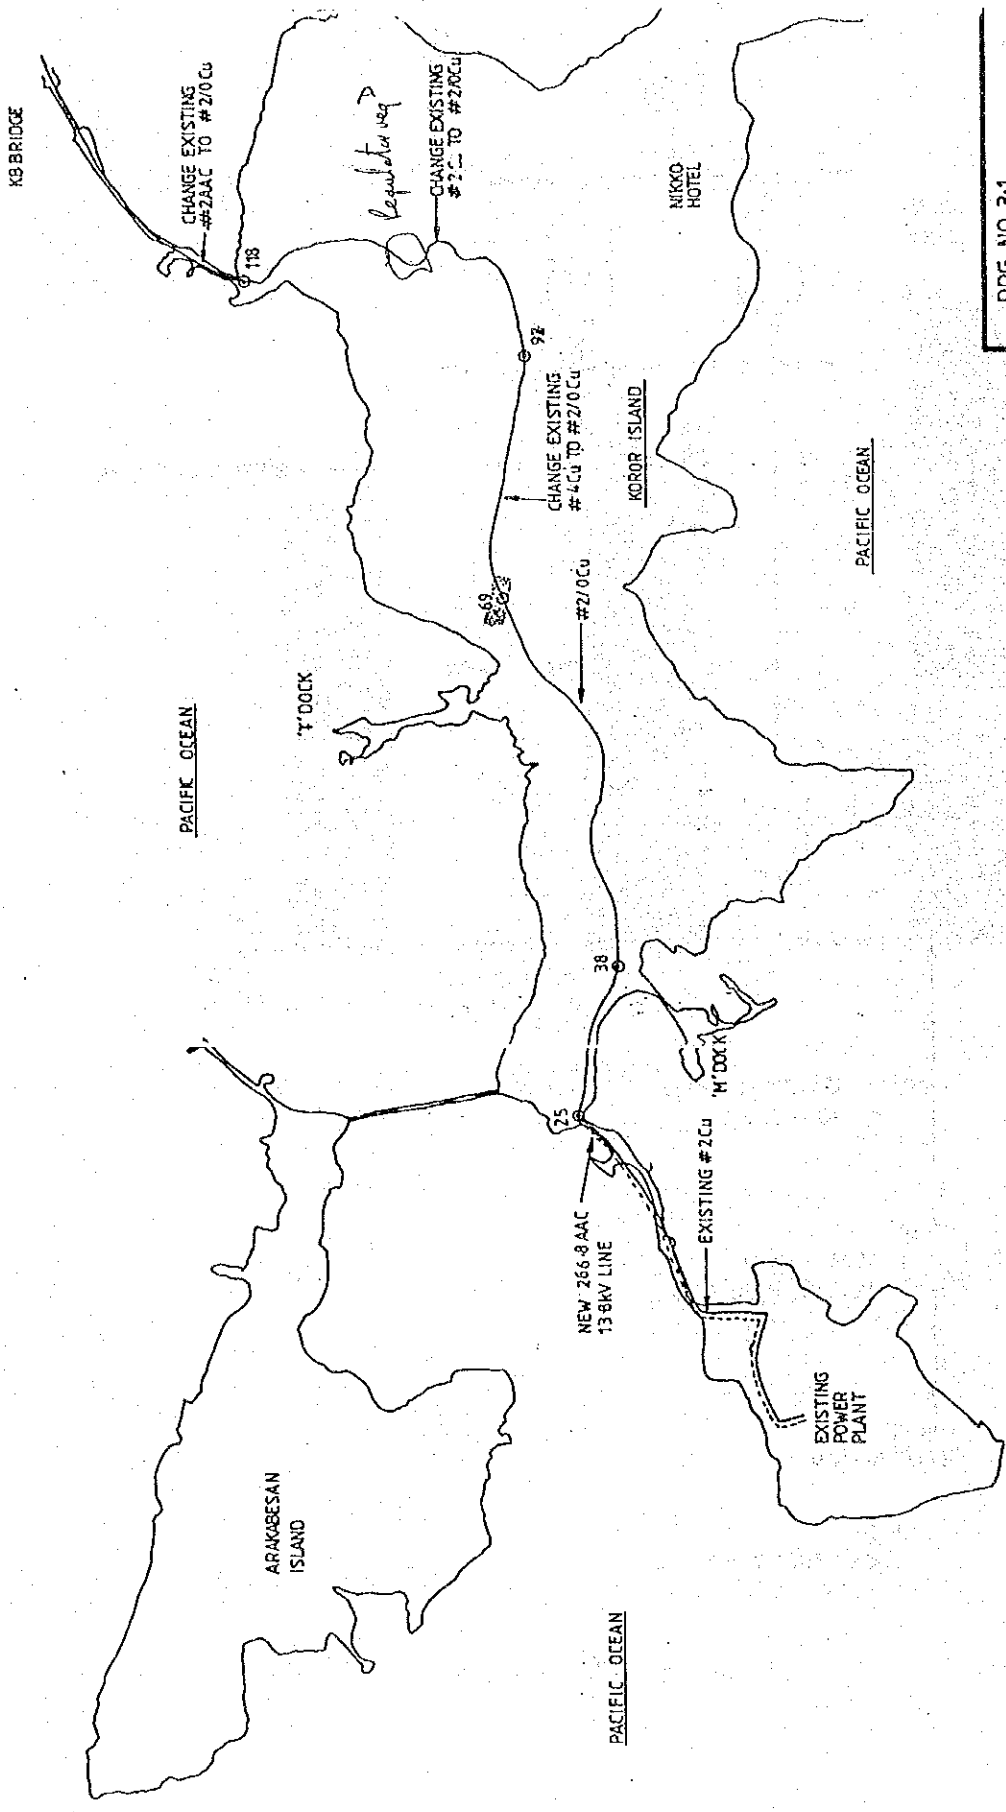 KB BRIDGE
CHANGE EXISTING
#2AAC TO #2/0Cu
118
CHANGE EXISTING
TO #2/0Cu
NIKKO
HOTEL
92
CHANGE EXISTING
#4Cu TO #2/0Cu
KOROR ISLAND
PACIFIC OCEAN
69
#2/0Cu
'T' DOCK
PACIFIC OCEAN
38
'M' DOCK
25
NEW 266·8 AAC
13·8kV LINE
EXISTING #2Cu
EXISTING
POWER
PLANT
ARAKABESAN
ISLAND
PACIFIC OCEAN